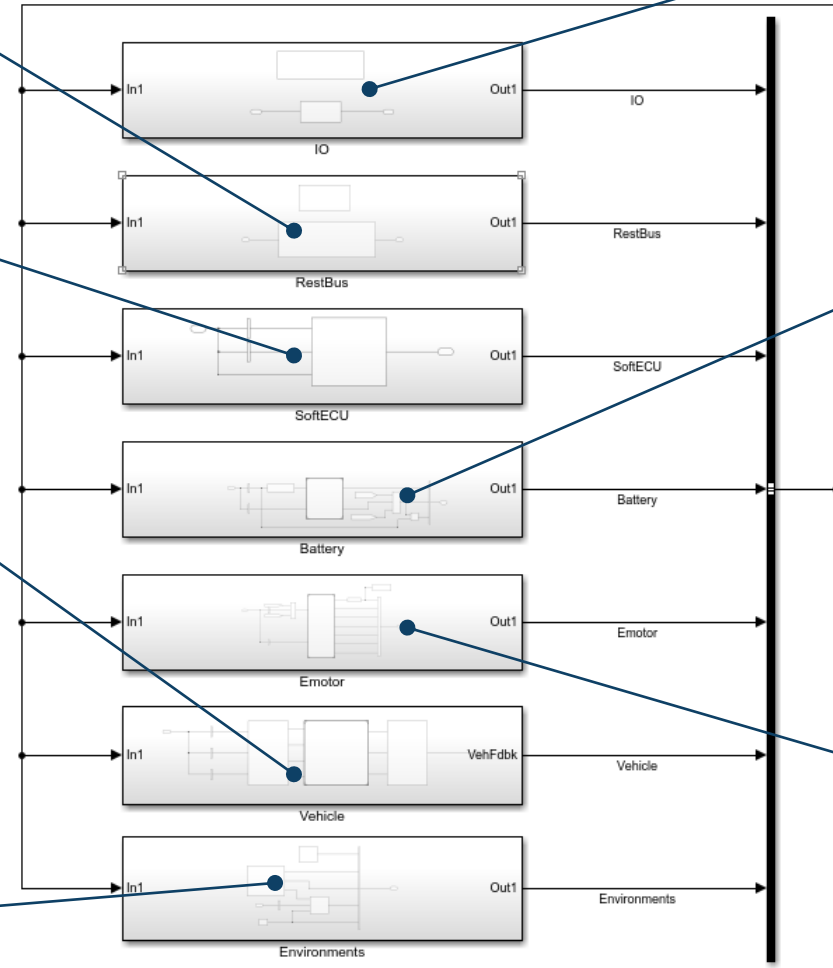 In1
Out1
IO
IO
In1
Out1
RestBus
RestBus
In1
Out1
SoftECU
SoftECU
In1
Out1
Battery
Battery
In1
Out1
Emotor
Emotor
In1
VehFdbk
Vehicle
Vehicle
In1
Out1
Environments
Environments